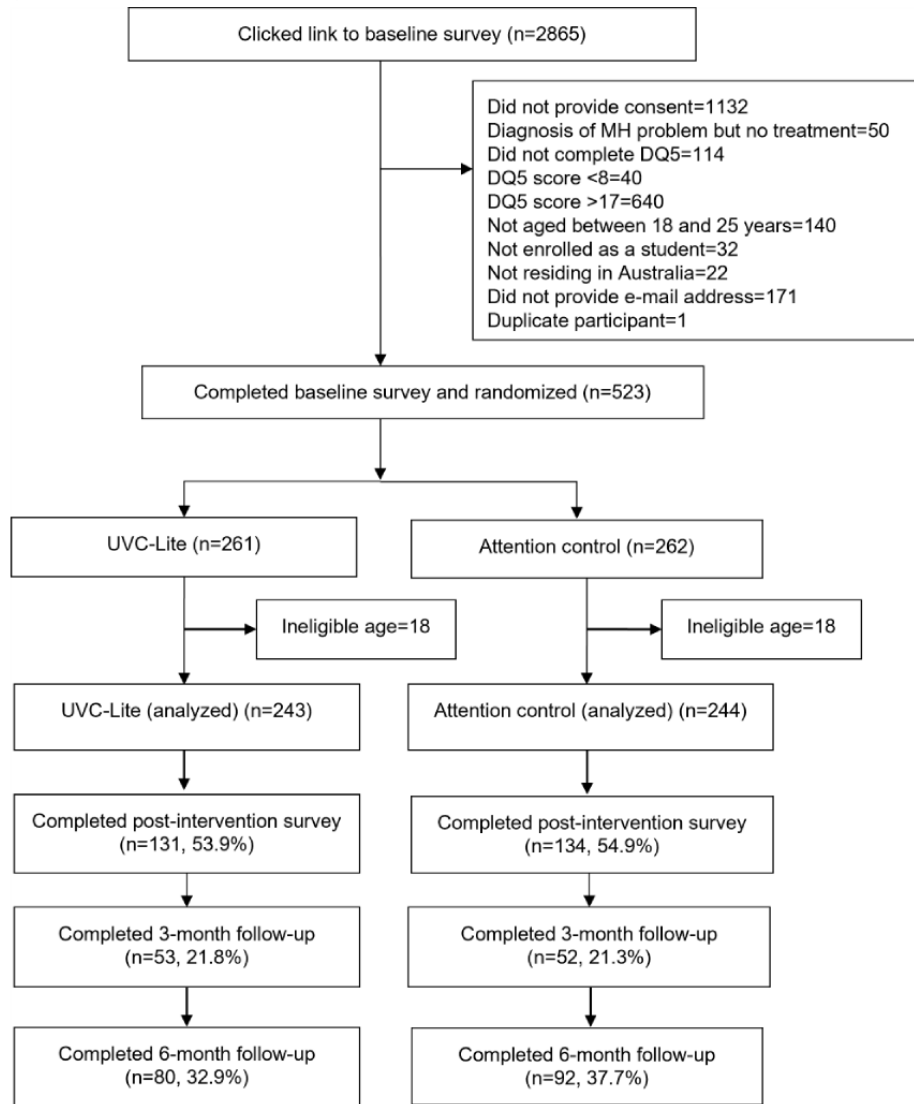 Clicked link to baseline survey (n=2865)
Did not provide consent=1132
Diagnosis of MH problem but no treatment=50
Did not complete DQ5=114
DQ5 score <8=40
DQ5 score >17=640
Not aged between 18 and 25 years=140
Not enrolled as a student=32
Not residing in Australia=22
Did not provide e-mail address=171
Duplicate participant=1
Completed baseline survey and randomized (n=523)
UVC-Lite (n=261)
Attention control (n=262)
Ineligible age=18
Ineligible age=18
UVC-Lite (analyzed) (n=243)
Attention control (analyzed) (n=244)
Completed post-intervention survey
(n=131, 53.9%)
Completed post-intervention survey
(n=134, 54.9%)
Completed 3-month follow-up
(n=53, 21.8%)
Completed 3-month follow-up
(n=52, 21.3%)
Completed 6-month follow-up
(n=80, 32.9%)
Completed 6-month follow-up
(n=92, 37.7%)